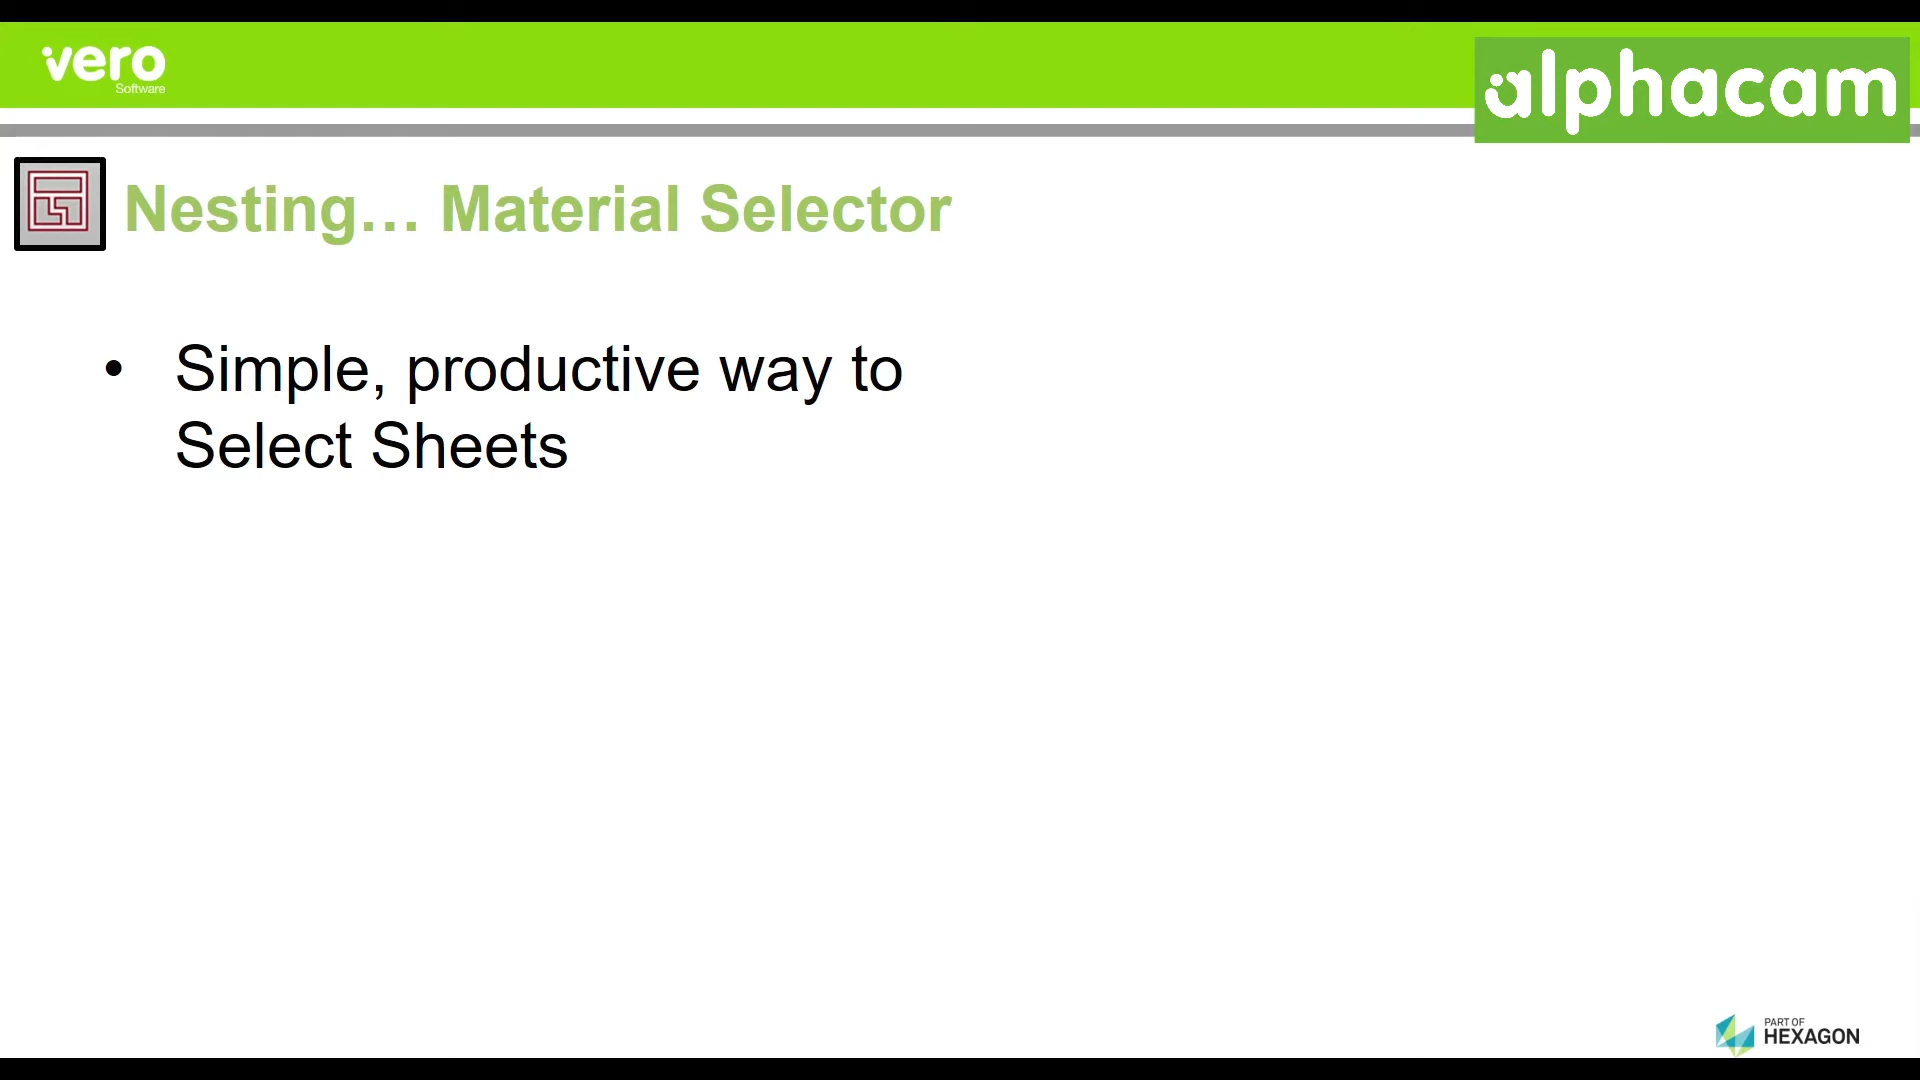 vero
Software
alphacam
Nesting… Material Selector
• Simple, productive way to
Select Sheets
PART OF
HEXAGON